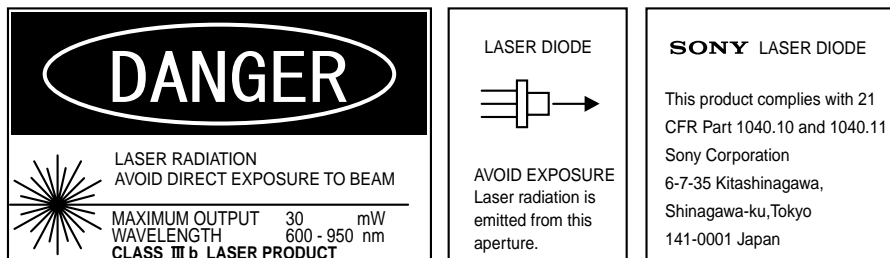 DANGER
LASER RADIATION
AVOID DIRECT EXPOSURE TO BEAM
MAXIMUM OUTPUT 30 mW
WAVELENGTH 600 - 950 nm
CLASS Ⅲ b LASER PRODUCT
LASER DIODE
AVOID EXPOSURE
Laser radiation is
emitted from this
aperture.
SONY LASER DIODE
This product complies with 21
CFR Part 1040.10 and 1040.11
Sony Corporation
6-7-35 Kitashinagawa,
Shinagawa-ku,Tokyo
141-0001 Japan